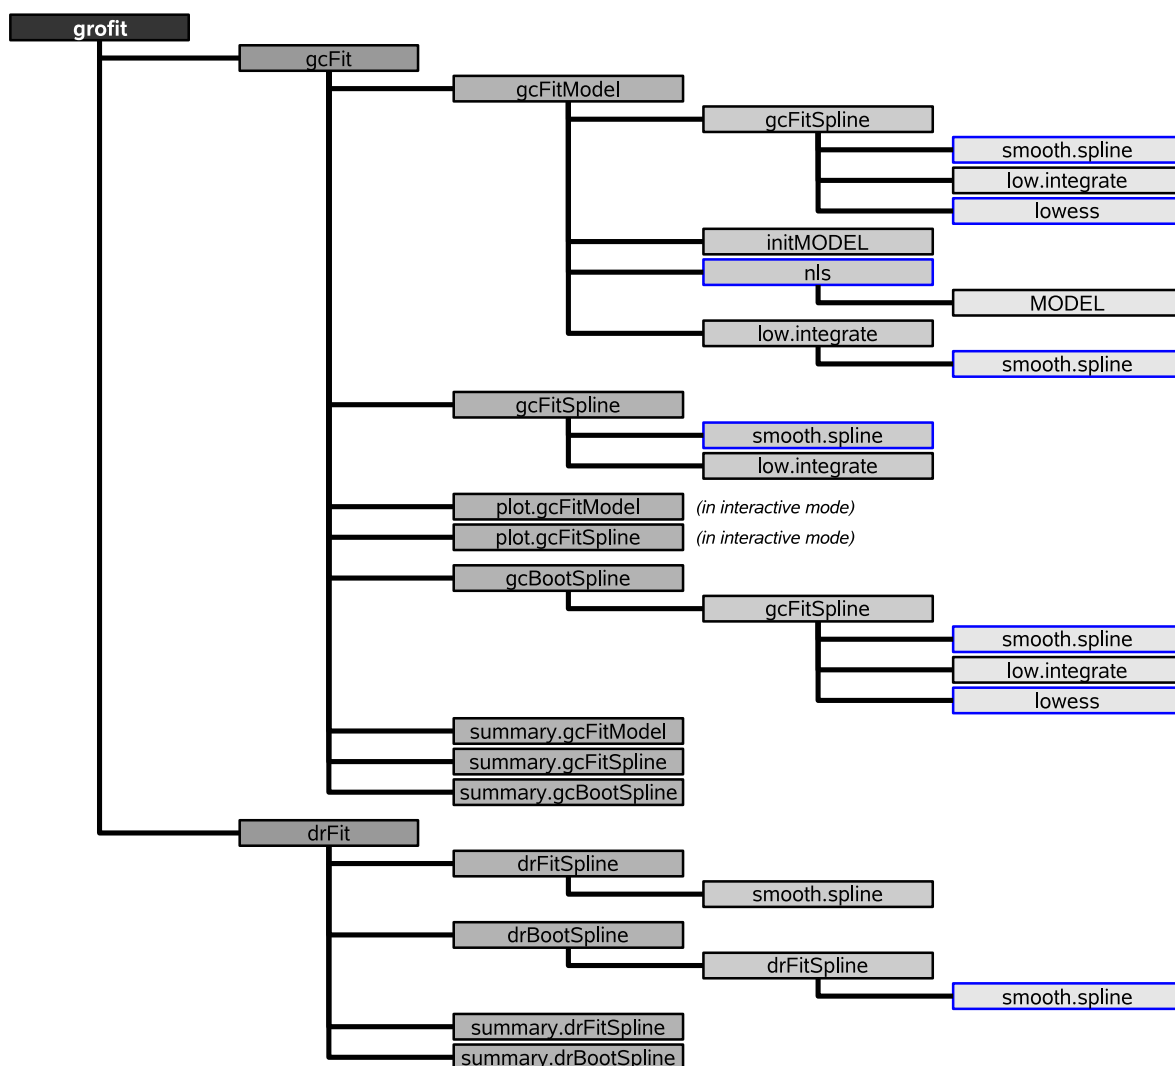 grofit
gcFit
gcFitModel
gcFitSpline
smooth.spline
low.integrate
lowess
initMODEL
nls
MODEL
low.integrate
smooth.spline
gcFitSpline
smooth.spline
low.integrate
plot.gcFitModel (in interactive mode)
plot.gcFitSpline (in interactive mode)
gcBootSpline
gcFitSpline
smooth.spline
low.integrate
lowess
summary.gcFitModel
summary.gcFitSpline
summary.gcBootSpline
drFit
drFitSpline
smooth.spline
drBootSpline
drFitSpline
smooth.spline
summary.drFitSpline
summary.drBootSpline